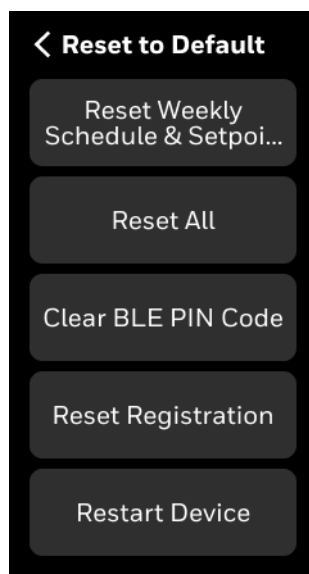 Reset to Default
Reset Weekly
Schedule & Setpoi...
Reset All
Clear BLE PIN Code
Reset Registration
Restart Device